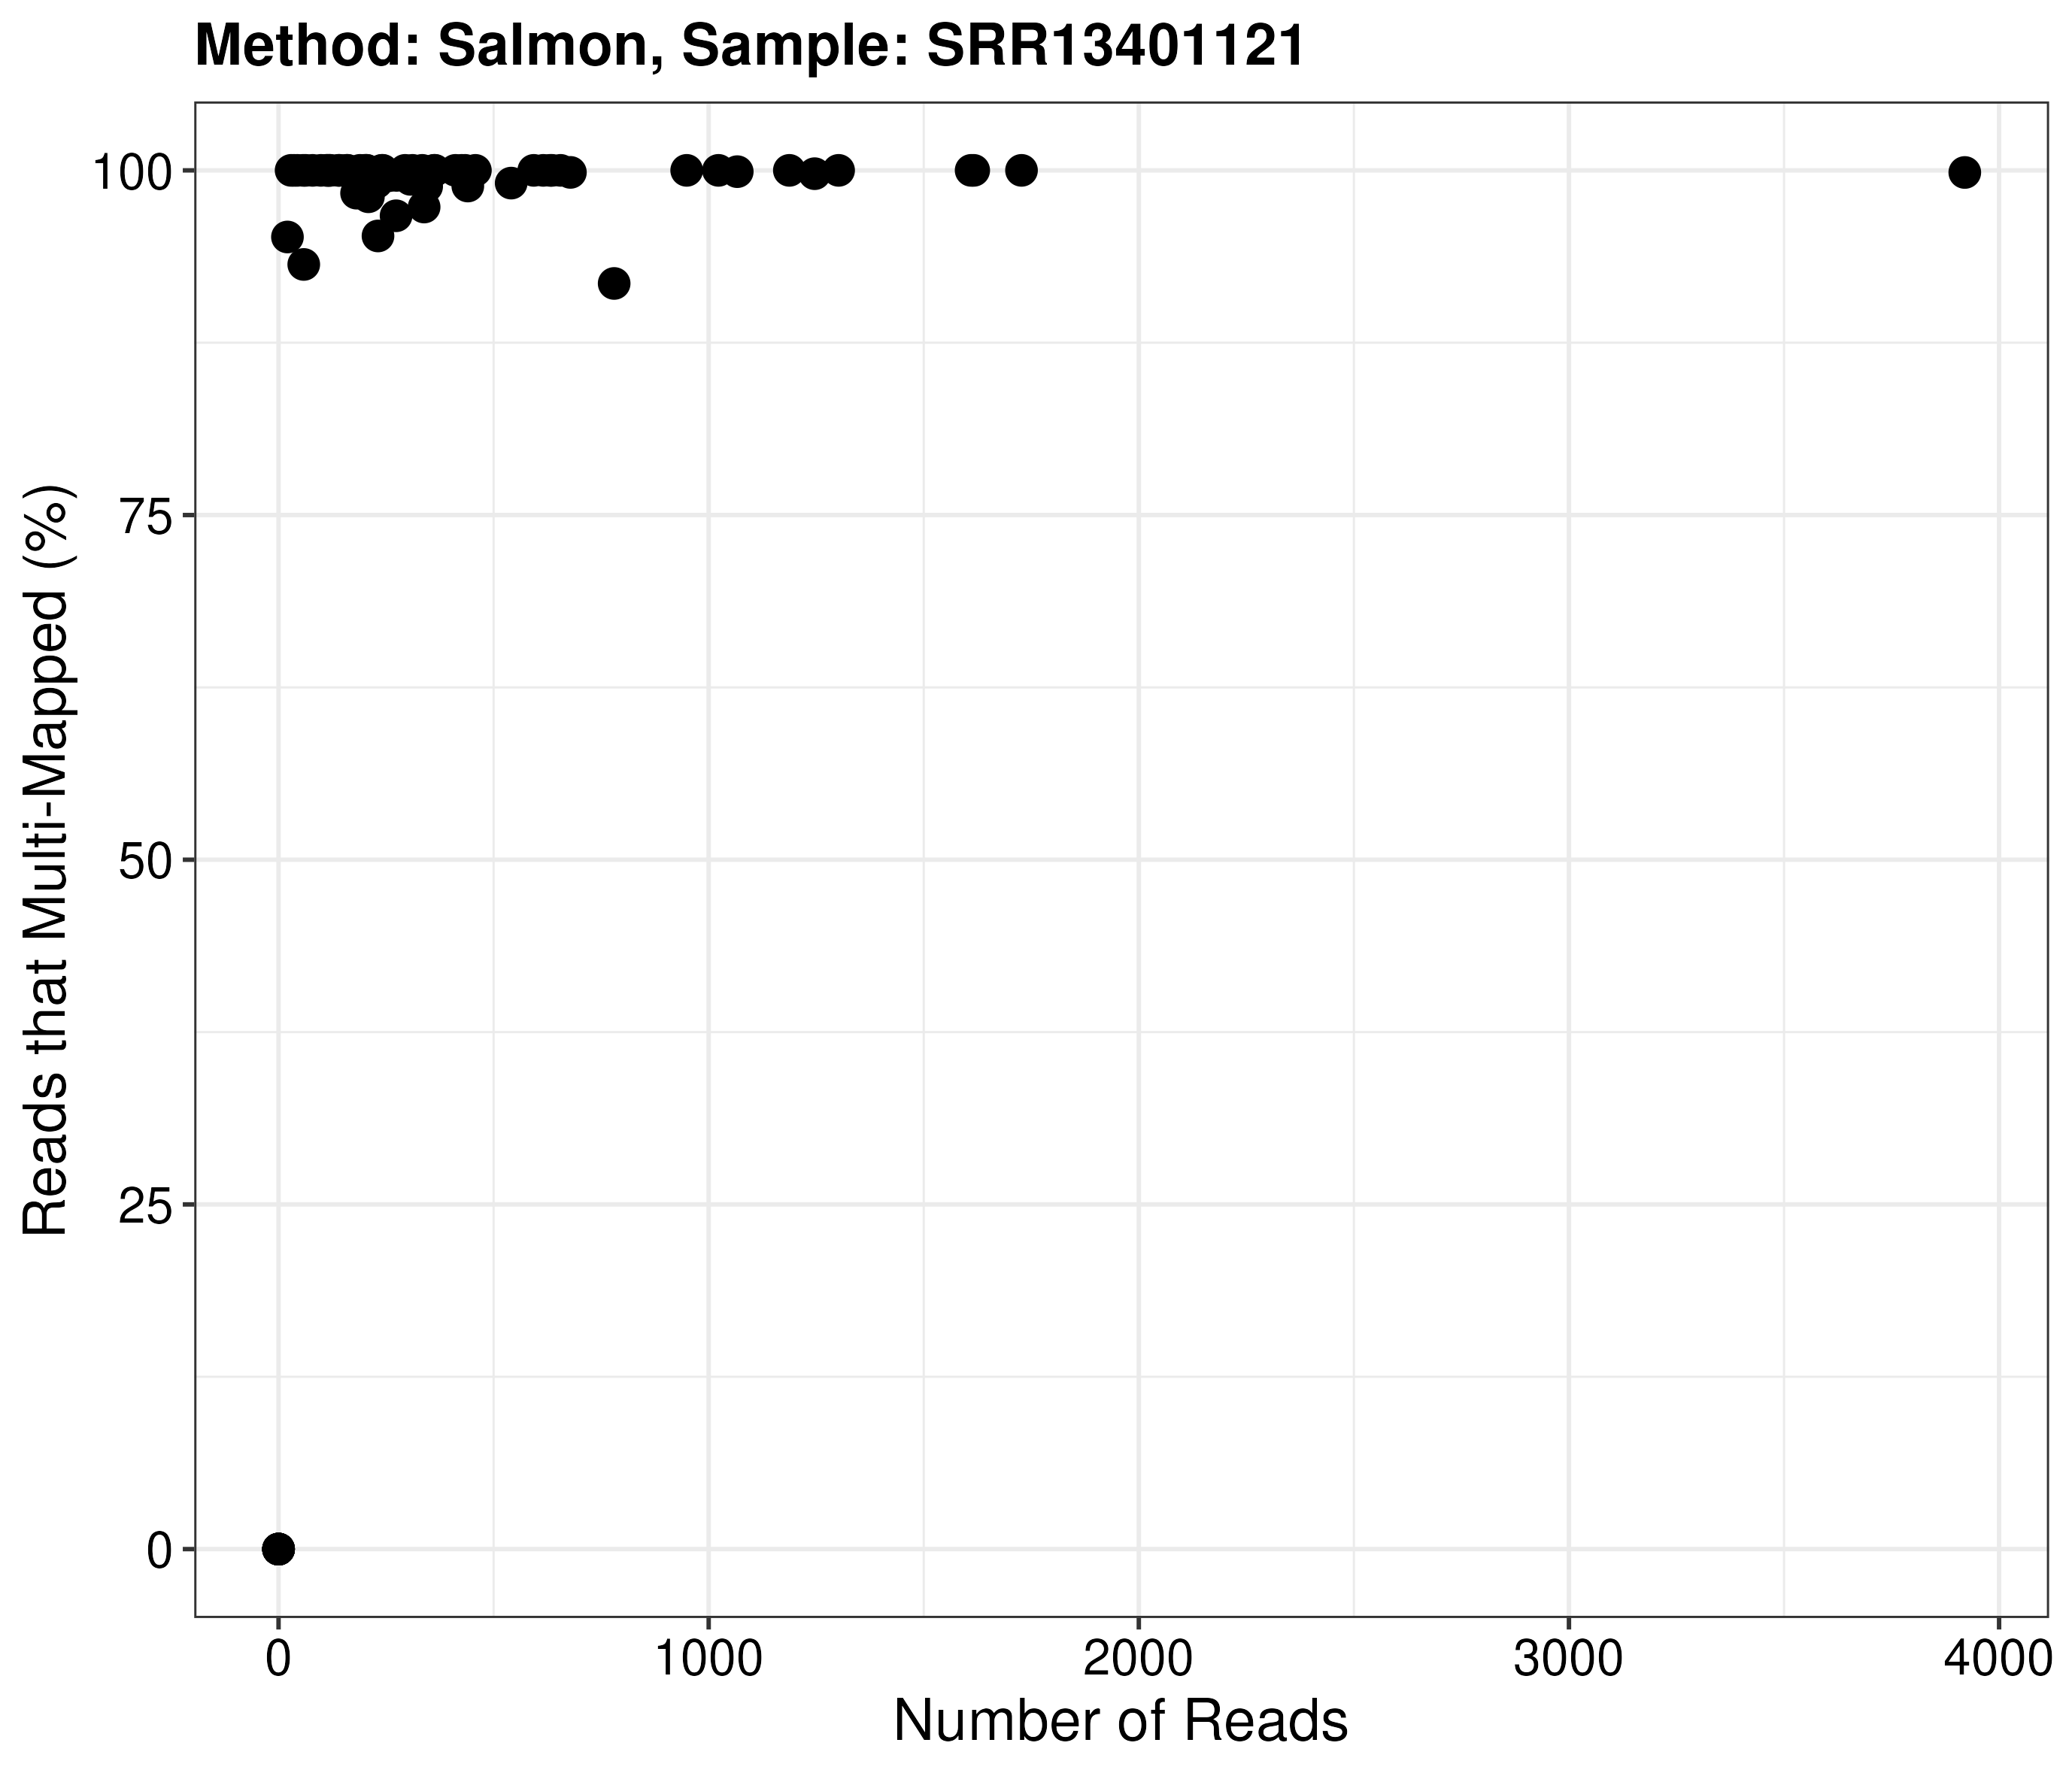 Method: Salmon, Sample: SRR13401121
Reads that Multi-Mapped (%)
100
75
50
25
0
0 1000 2000 3000 4000
Number of Reads